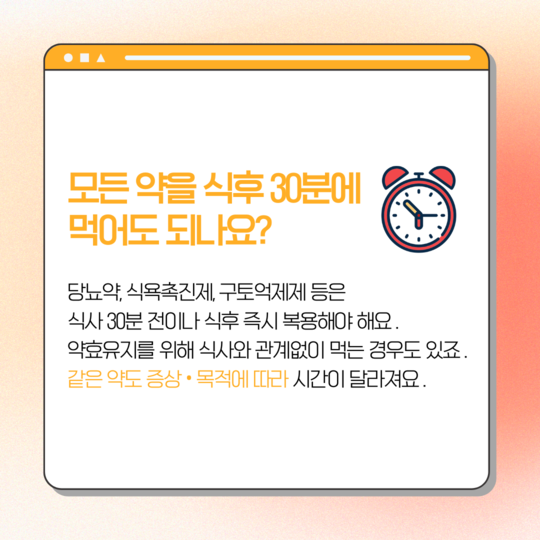 모든 약을 식후 30분에
먹어도 되나요?
당뇨약, 식욕촉진제, 구토억제제 등은
식사 30분 전이나 식후 즉시 복용해야 해요.
약효유지를 위해 식사와 관계없이 먹는 경우도 있죠.
같은 약도 증상·목적에 따라 시간이 달라져요.